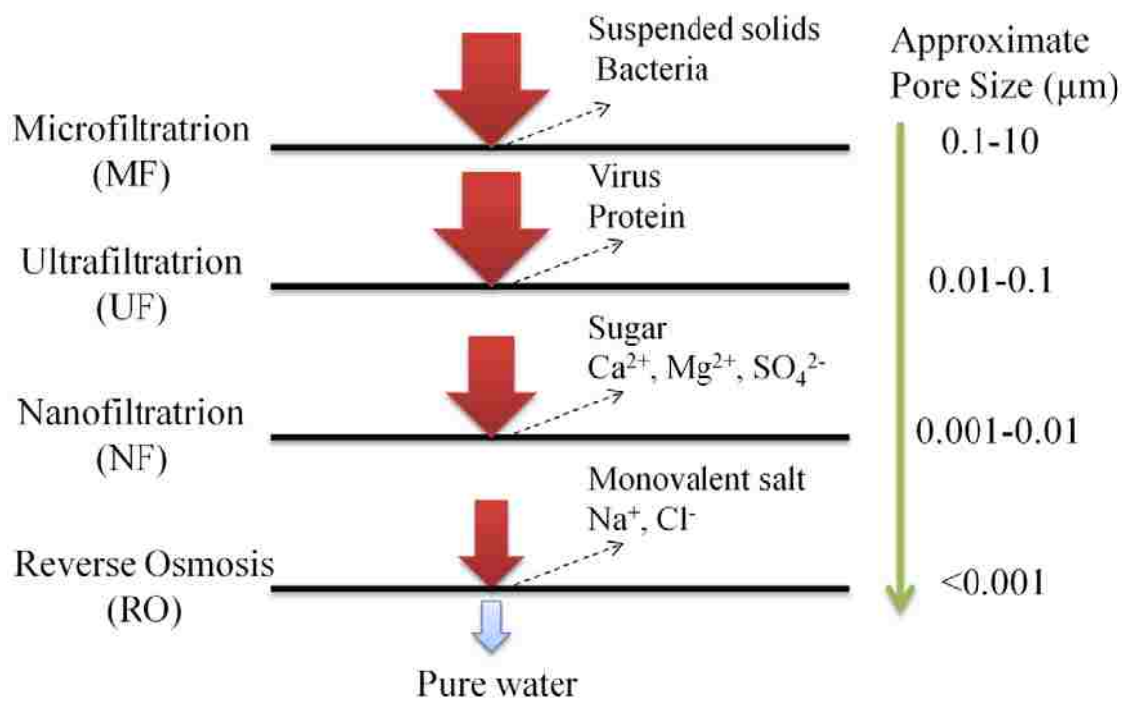 Suspended solids
Bacteria
Approximate
Pore Size (μm)
Microfiltratrion
(MF)
0.1-10
Virus
Protein
Ultrafiltratrion
(UF)
0.01-0.1
Sugar
Ca²⁺, Mg²⁺, SO₄²⁻
Nanofiltratrion
(NF)
0.001-0.01
Monovalent salt
Na⁺, Cl⁻
Reverse Osmosis
(RO)
<0.001
Pure water